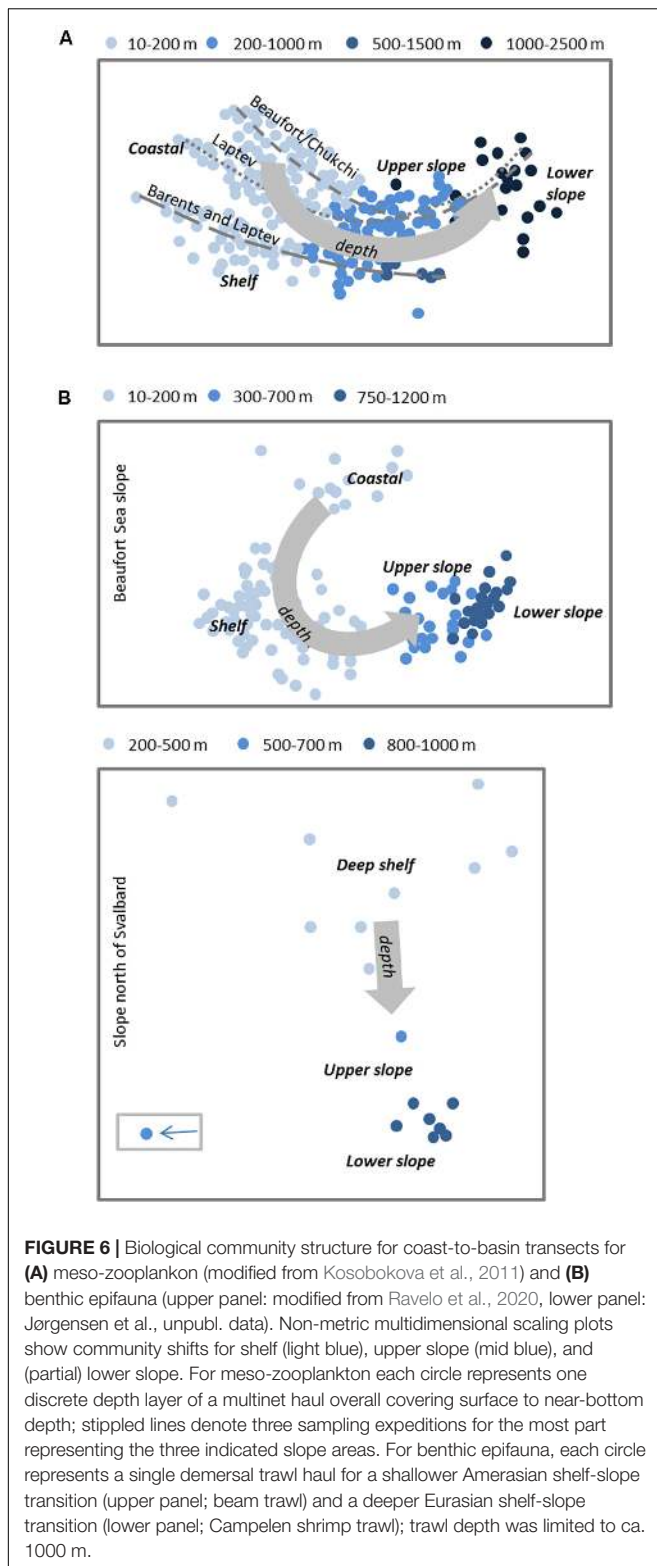 A
10-200 m 200-1000 m 500-1500 m 1000-2500 m
Beaufort/Chukchi
Laptev
Coastal
Upper slope
Lower slope
Barents and Laptev
depth
Shelf
B
10-200 m 300-700 m 750-1200 m
Beaufort Sea slope
Coastal
Upper slope
Lower slope
Shelf
depth
200-500 m 500-700 m 800-1000 m
Slope north of Svalbard
Deep shelf
depth
Upper slope
Lower slope
FIGURE 6 | Biological community structure for coast-to-basin transects for
(A) meso-zooplankon (modified from Kosobokova et al., 2011) and (B)
benthic epifauna (upper panel: modified from Ravelo et al., 2020, lower panel:
Jørgensen et al., unpubl. data). Non-metric multidimensional scaling plots
show community shifts for shelf (light blue), upper slope (mid blue), and
(partial) lower slope. For meso-zooplankton each circle represents one
discrete depth layer of a multinet haul overall covering surface to near-bottom
depth; stippled lines denote three sampling expeditions for the most part
representing the three indicated slope areas. For benthic epifauna, each circle
represents a single demersal trawl haul for a shallower Amerasian shelf-slope
transition (upper panel; beam trawl) and a deeper Eurasian shelf-slope
transition (lower panel; Campelen shrimp trawl); trawl depth was limited to ca.
1000 m.